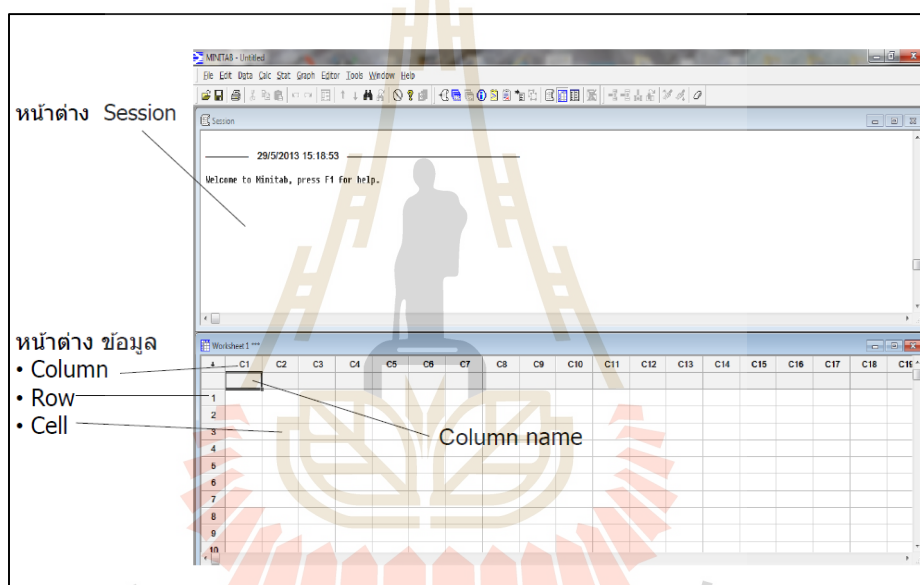 MINITAB - Untitled
File Edit Data Calc Stat Graph Editor Tools Window Help
หน้าต่าง Session
Session
29/5/2013 15:18:53
Welcome to Minitab, press F1 for help.
หน้าต่าง ข้อมูล
• Column
• Row
• Cell
Worksheet 1 ***
C1 C2 C3 C4 C5 C6 C7 C8 C9 C10 C11 C12 C13 C14 C15 C16 C17 C18
Column name
1
2
3
4
5
6
7
8
9
10